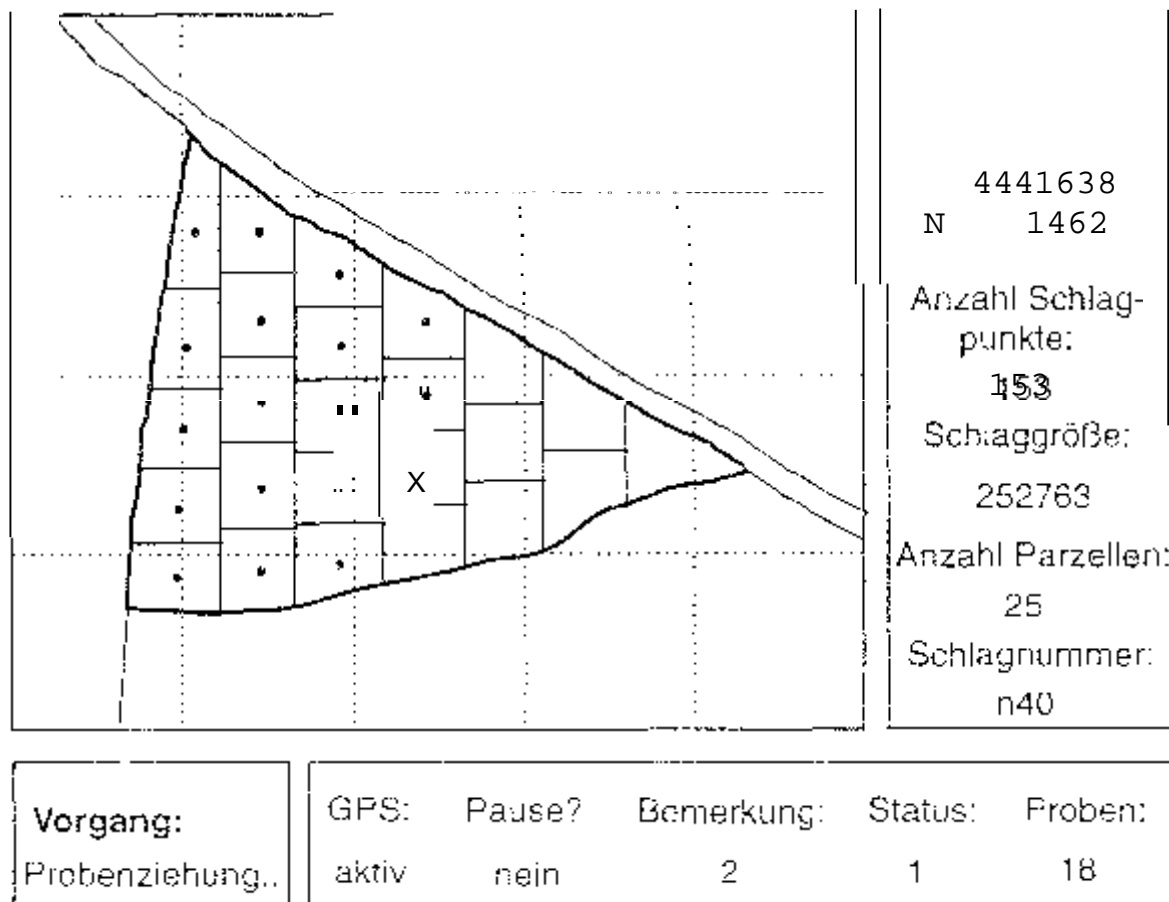 4441638
N 1462
Anzahl Schlag-
punkte:
153
Schlaggröße:
252763
Anzahl Parzellen:
25
Schlagnummer:
n40
X
Vorgang:
Probenziehung..
GPS: Pause? Bemerkung: Status: Proben:
aktiv nein 2 1 18